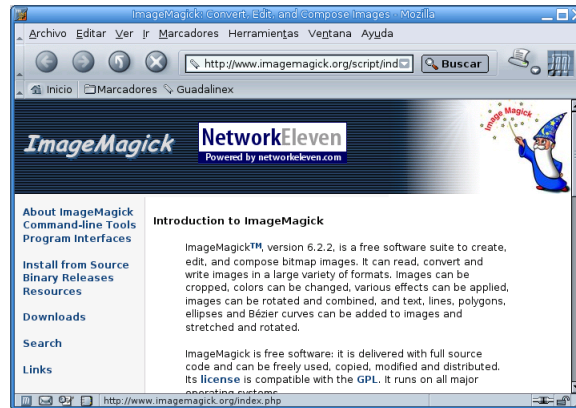 ImageMagick: Convert, Edit, and Compose Images - Mozilla
Archivo Editar Ver Ir Marcadores Herramientas Ventana Ayuda
http://www.imagemagick.org/script/ind Buscar
Inicio Marcadores Guadalinex
ImageMagick
NetworkEleven
Powered by networkeleven.com
Image Magick
About ImageMagick
Command-line Tools
Program Interfaces
Install from Source
Binary Releases
Resources
Downloads
Search
Links
Introduction to ImageMagick
ImageMagick™, version 6.2.2, is a free software suite to create,
edit, and compose bitmap images. It can read, convert and
write images in a large variety of formats. Images can be
cropped, colors can be changed, various effects can be applied,
images can be rotated and combined, and text, lines, polygons,
ellipses and Bézier curves can be added to images and
stretched and rotated.
ImageMagick is free software: it is delivered with full source
code and can be freely used, copied, modified and distributed.
Its license is compatible with the GPL. It runs on all major
operating systems.
http://www.imagemagick.org/index.php